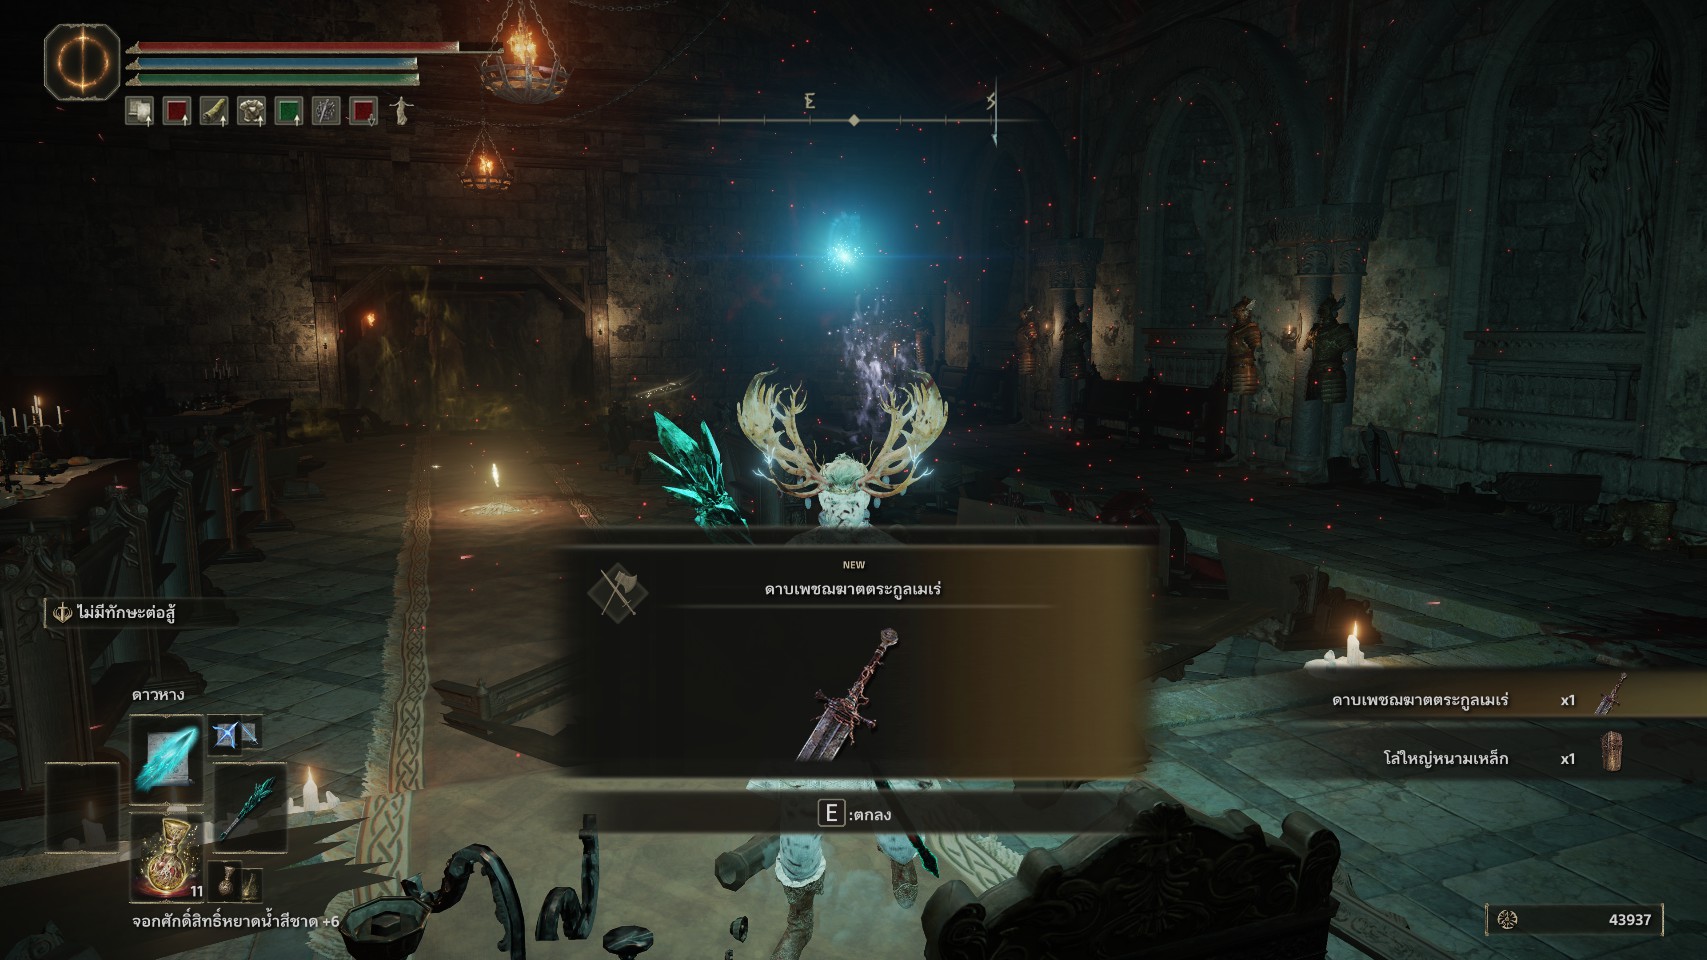 E
S
NEW
ดาบเพชฌฆาตตระกูลเมเร่
ไม่มีทักษะต่อสู้
ดาวหาง
ดาบเพชฌฆาตตระกูลเมเร่ x1
โล่ใหญ่หนามเหล็ก x1
E :ตกลง
11
จอกศักดิ์สิทธิ์หยาดน้ำสีชาด +6
43937